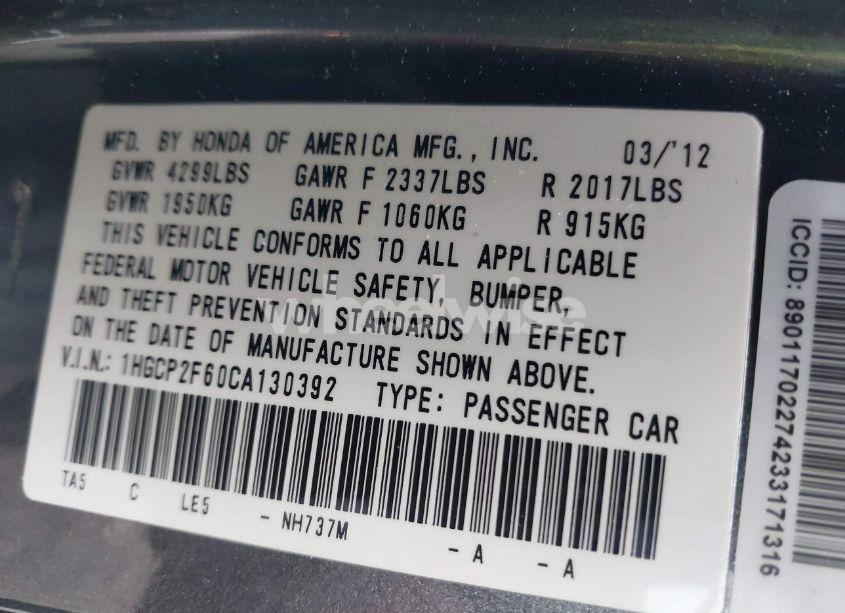 MFD. BY HONDA OF AMERICA MFG., INC. 03/'12
GVWR 4299LBS GAWR F 2337LBS R 2017LBS
GVWR 1950KG GAWR F 1060KG R 915KG
THIS VEHICLE CONFORMS TO ALL APPLICABLE
FEDERAL MOTOR VEHICLE SAFETY, BUMPER,
AND THEFT PREVENTION STANDARDS IN EFFECT
ON THE DATE OF MANUFACTURE SHOWN ABOVE.
V.I.N.: 1HGCP2F60CA130392 TYPE: PASSENGER CAR
TA5 C LE5 - NH737M - A - A
ICCID: 89011702274233171316
wheelwise